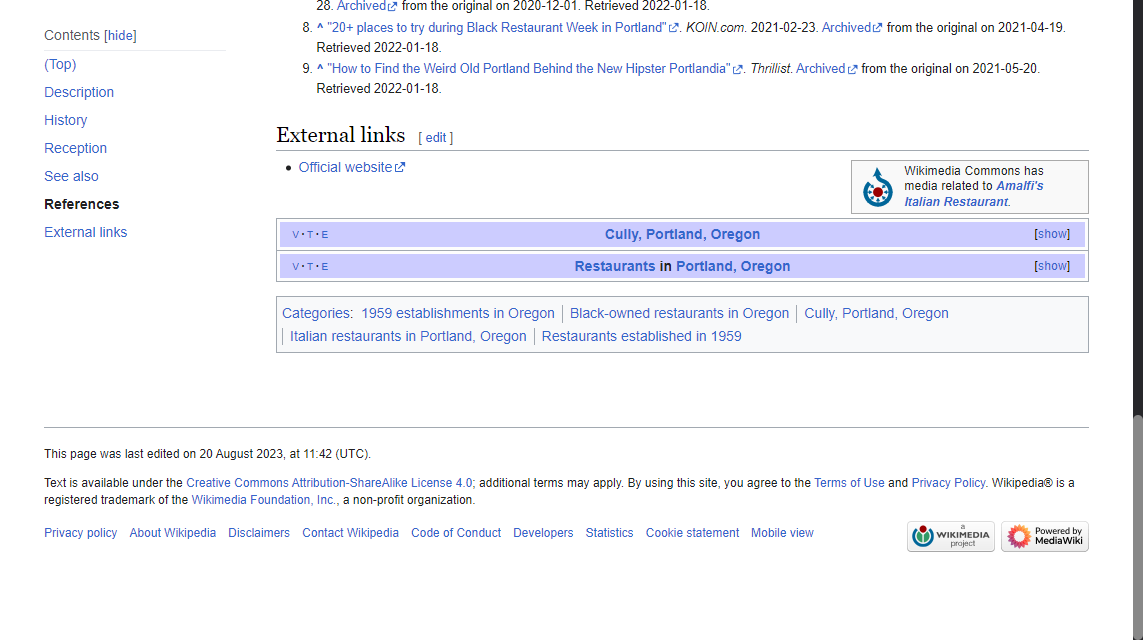 Contents [hide]
(Top)
Description
History
Reception
See also
References
External links
28. Archived from the original on 2020-12-01. Retrieved 2022-01-18.
8. ^ "20+ places to try during Black Restaurant Week in Portland". KOIN.com. 2021-02-23. Archived from the original on 2021-04-19.
Retrieved 2022-01-18.
9. ^ "How to Find the Weird Old Portland Behind the New Hipster Portlandia". Thrillist. Archived from the original on 2021-05-20.
Retrieved 2022-01-18.
External links [ edit ]
• Official website
Wikimedia Commons has
media related to Amalfi's
Italian Restaurant.
V · T · E Cully, Portland, Oregon [show]
V · T · E Restaurants in Portland, Oregon [show]
Categories: 1959 establishments in Oregon | Black-owned restaurants in Oregon | Cully, Portland, Oregon
| Italian restaurants in Portland, Oregon | Restaurants established in 1959
This page was last edited on 20 August 2023, at 11:42 (UTC).
Text is available under the Creative Commons Attribution-ShareAlike License 4.0; additional terms may apply. By using this site, you agree to the Terms of Use and Privacy Policy. Wikipedia® is a
registered trademark of the Wikimedia Foundation, Inc., a non-profit organization.
Privacy policy About Wikipedia Disclaimers Contact Wikipedia Code of Conduct Developers Statistics Cookie statement Mobile view
a
WIKIMEDIA
project
Powered by
MediaWiki